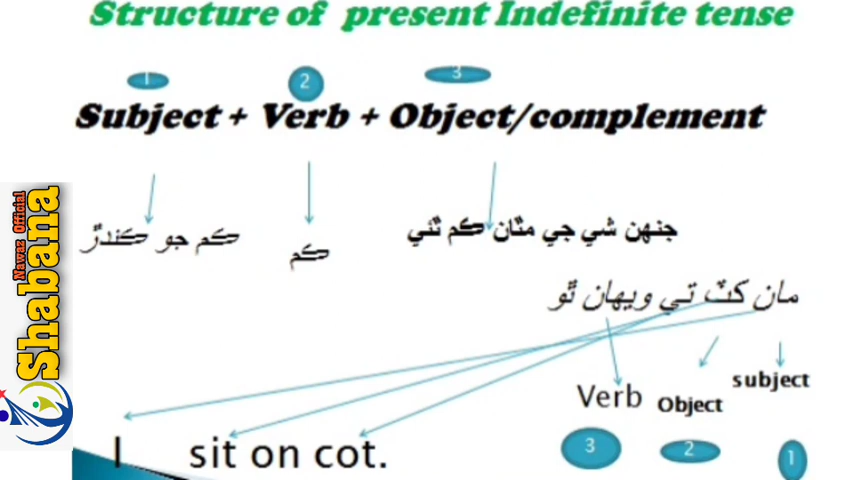 Structure of present Indefinite tense
1 2 3
Subject + Verb + Object/complement
ڪم جو ڪندڙ
ڪم
جنهن شي جي مٿان ڪم ٿئي
مان کٽ تي ويهان ٿو
Verb Object subject
3 2 1
I sit on cot.
Shabana
Nawaz Official